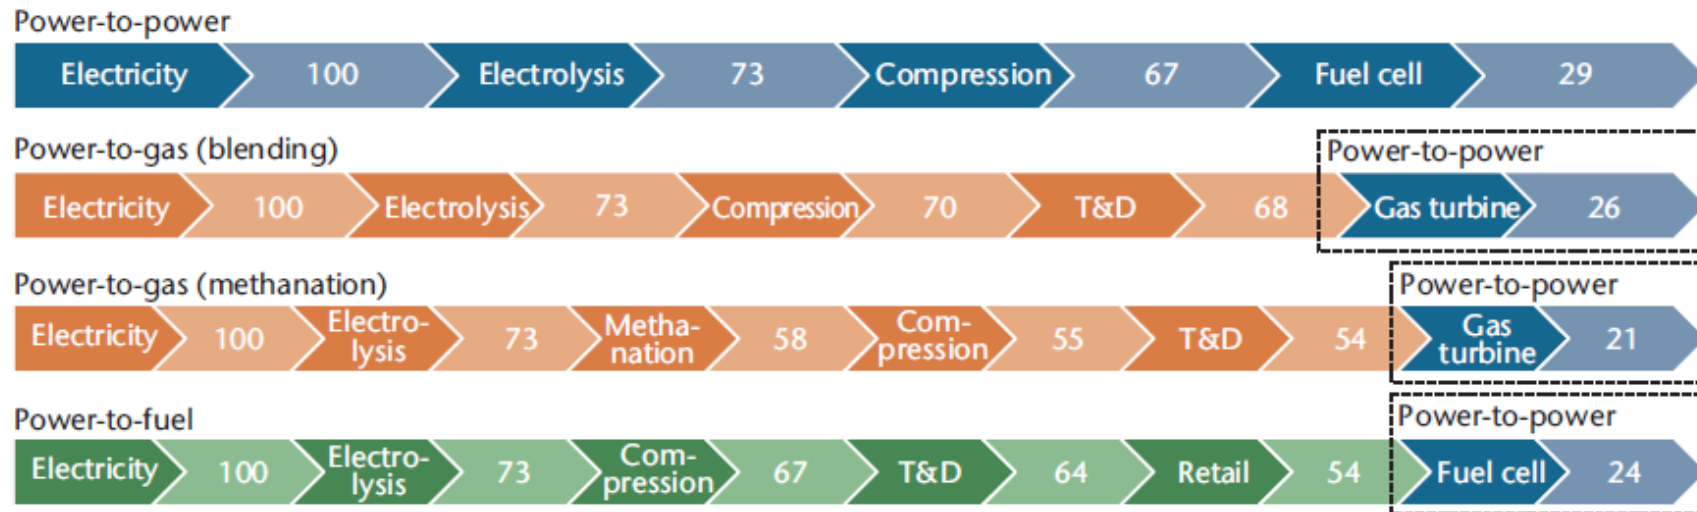 Power-to-power
Electricity 100 Electrolysis 73 Compression 67 Fuel cell 29
Power-to-gas (blending)
Power-to-power
Electricity 100 Electrolysis 73 Compression 70 T&D 68 Gas turbine 26
Power-to-gas (methanation)
Power-to-power
Electricity 100 Electro-
lysis 73 Metha-
nation 58 Com-
pression 55 T&D 54 Gas
turbine 21
Power-to-fuel
Power-to-power
Electricity 100 Electro-
lysis 73 Com-
pression 67 T&D 64 Retail 54 Fuel cell 24